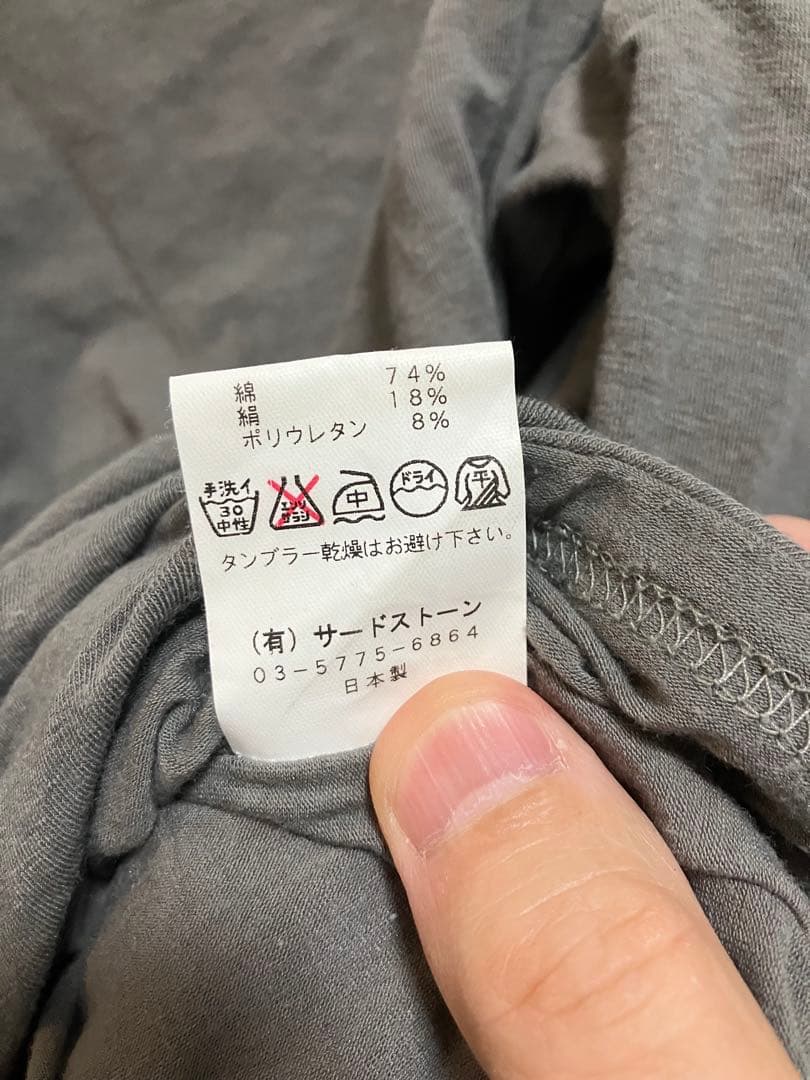 綿 74%
絹 18%
ポリウレタン 8%
手洗イ 30 中性 エンソ サラシ 中 ドライ 平
タンブラー乾燥はお避け下さい。
(有) サードストーン
03-5775-6864
日本製